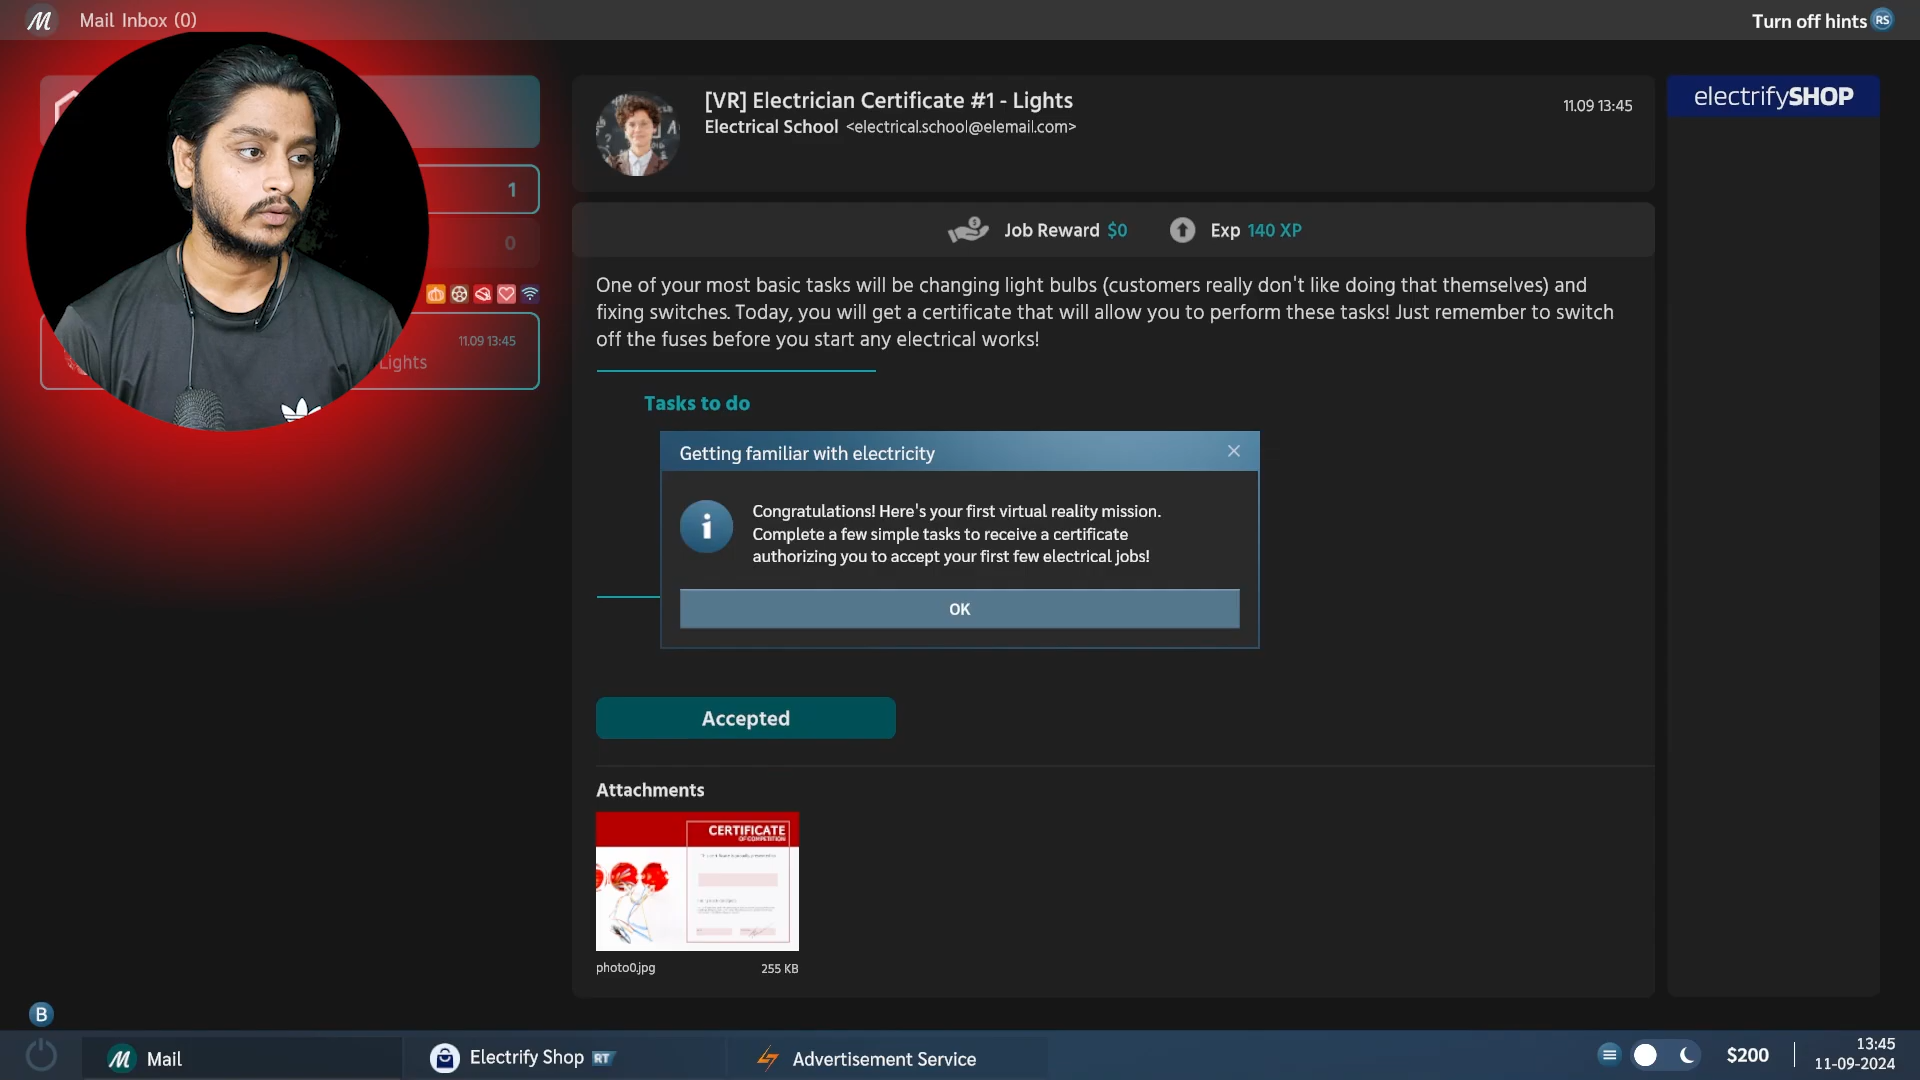 Mail Inbox (0)
Turn off hints RS
1
0
11.09 13:45
Lights
[VR] Electrician Certificate #1 - Lights
Electrical School <electrical.school@elemail.com>
11.09 13:45
electrifySHOP
Job Reward $0 Exp 140 XP
One of your most basic tasks will be changing light bulbs (customers really don't like doing that themselves) and
fixing switches. Today, you will get a certificate that will allow you to perform these tasks! Just remember to switch
off the fuses before you start any electrical works!
Tasks to do
Getting familiar with electricity
Congratulations! Here's your first virtual reality mission.
Complete a few simple tasks to receive a certificate
authorizing you to accept your first few electrical jobs!
OK
Accepted
Attachments
CERTIFICATE
OF COMPETITION
photo0.jpg 255 KB
B
Mail
Electrify Shop RT
Advertisement Service
$200
13:45
11-09-2024